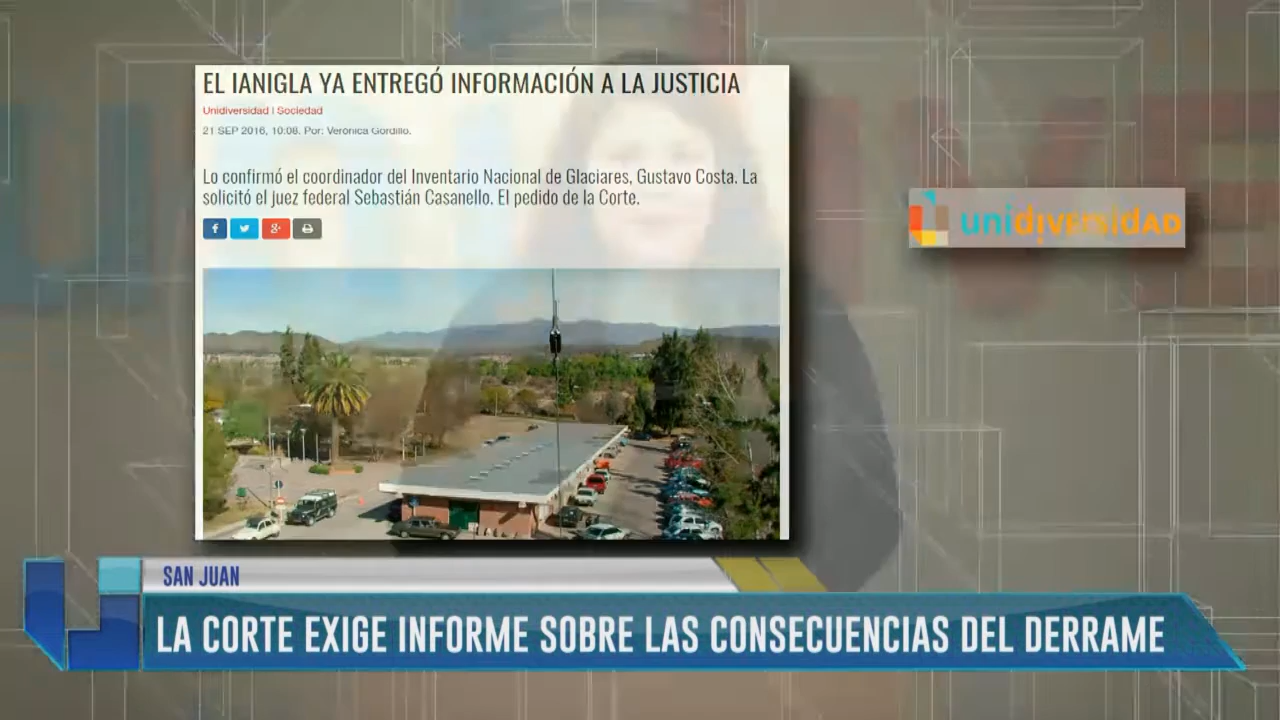 EL IANIGLA YA ENTREGÓ INFORMACIÓN A LA JUSTICIA
Unidiversidad | Sociedad
21 SEP 2016, 10:08. Por: Verónica Gordillo.
Lo confirmó el coordinador del Inventario Nacional de Glaciares, Gustavo Costa. La
solicitó el juez federal Sebastián Casanello. El pedido de la Corte.
unidiversidad
SAN JUAN
LA CORTE EXIGE INFORME SOBRE LAS CONSECUENCIAS DEL DERRAME